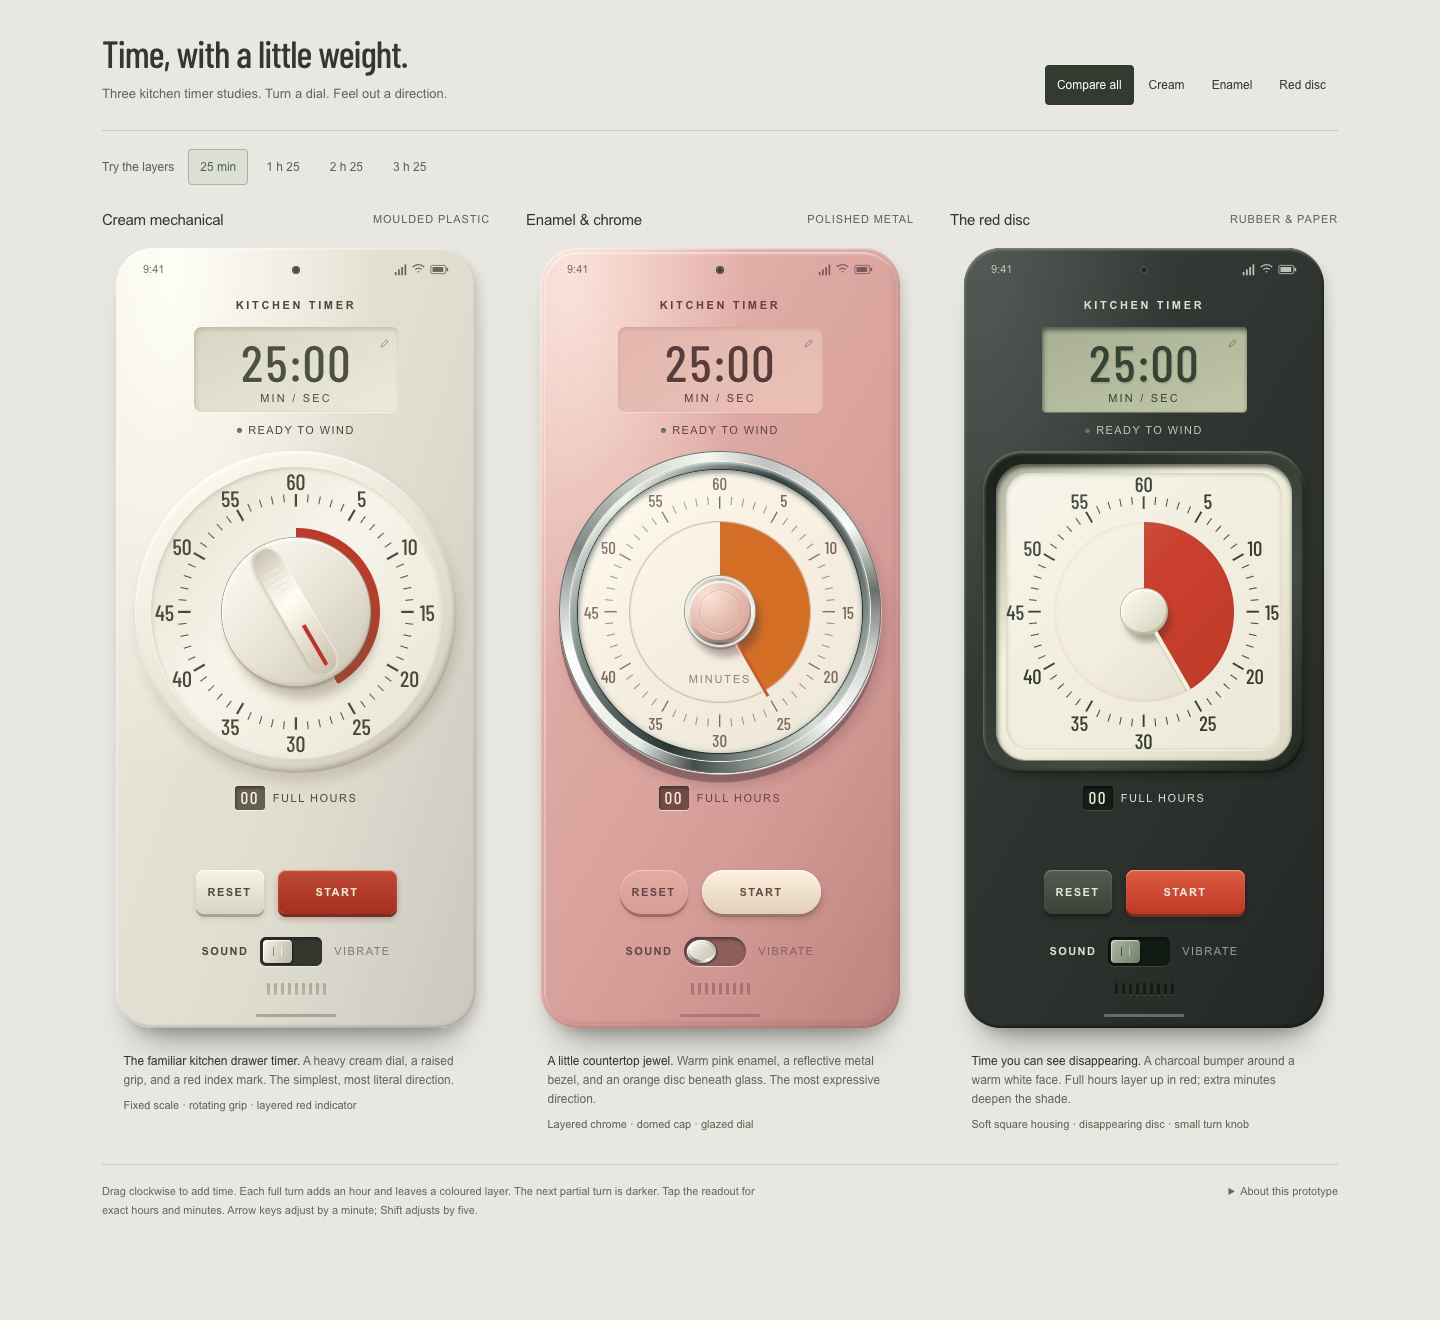 Time, with a little weight.
Three kitchen timer studies. Turn a dial. Feel out a direction.
Compare all
Cream
Enamel
Red disc
Try the layers
25 min
1 h 25
2 h 25
3 h 25
Cream mechanical
MOULDED PLASTIC
9:41
KITCHEN TIMER
25:00
MIN / SEC
READY TO WIND
60
5
10
15
20
25
30
35
40
45
50
55
00
FULL HOURS
RESET
START
SOUND
VIBRATE
The familiar kitchen drawer timer. A heavy cream dial, a raised
grip, and a red index mark. The simplest, most literal direction.
Fixed scale · rotating grip · layered red indicator
Enamel & chrome
POLISHED METAL
9:41
KITCHEN TIMER
25:00
MIN / SEC
READY TO WIND
60
5
10
15
20
25
30
35
40
45
50
55
MINUTES
00
FULL HOURS
RESET
START
SOUND
VIBRATE
A little countertop jewel. Warm pink enamel, a reflective metal
bezel, and an orange disc beneath glass. The most expressive
direction.
Layered chrome · domed cap · glazed dial
The red disc
RUBBER & PAPER
9:41
KITCHEN TIMER
25:00
MIN / SEC
READY TO WIND
60
5
10
15
20
25
30
35
40
45
50
55
00
FULL HOURS
RESET
START
SOUND
VIBRATE
Time you can see disappearing. A charcoal bumper around a
warm white face. Full hours layer up in red; extra minutes
deepen the shade.
Soft square housing · disappearing disc · small turn knob
Drag clockwise to add time. Each full turn adds an hour and leaves a coloured layer. The next partial turn is darker. Tap the readout for
exact hours and minutes. Arrow keys adjust by a minute; Shift adjusts by five.
About this prototype